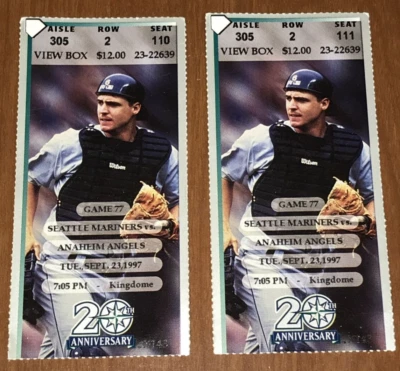 AISLE ROW SEAT
305 2 110
VIEW BOX $12.00 23-22639
Wilson
GAME 77
SEATTLE MARINERS vs.
ANAHEIM ANGELS
TUE. SEPT. 23,1997
7:05 PM - Kingdome
20TH
ANNIVERSARY
AISLE ROW SEAT
305 2 111
VIEW BOX $12.00 23-22639
Wilson
GAME 77
SEATTLE MARINERS vs.
ANAHEIM ANGELS
TUE. SEPT. 23,1997
7:05 PM - Kingdome
20TH
ANNIVERSARY